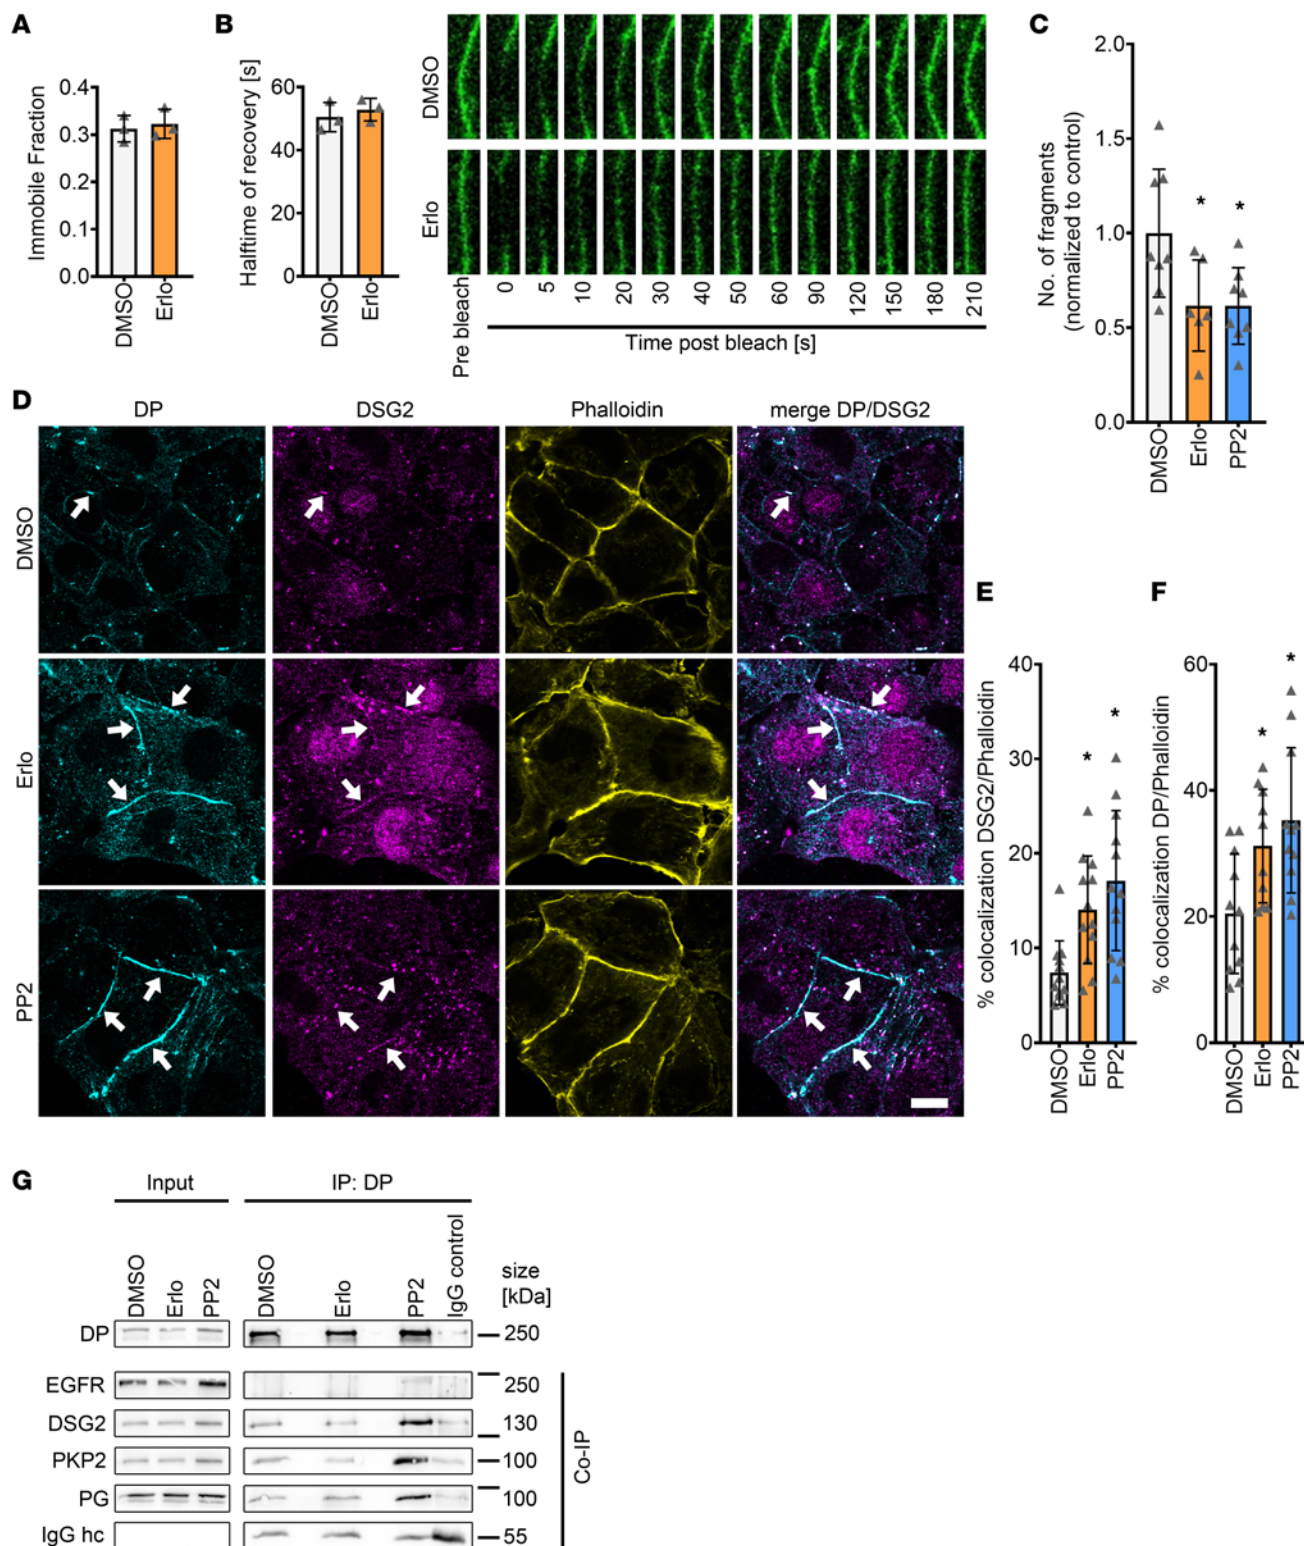 A
Immobile Fraction
0.4
0.3
0.2
0.1
0.0
DMSO
Erlo
B
Halftime of recovery [s]
60
40
20
0
DMSO
Erlo
DMSO
Erlo
Pre bleach
0
5
10
20
30
40
50
60
90
120
150
180
210
Time post bleach [s]
C
No. of fragments
(normalized to control)
2.0
1.5
1.0
0.5
0.0
*
*
DMSO
Erlo
PP2
D
DP
DSG2
Phalloidin
merge DP/DSG2
DMSO
Erlo
PP2
E
% colocalization DSG2/Phalloidin
40
30
20
10
0
*
*
DMSO
Erlo
PP2
F
% colocalization DP/Phalloidin
60
40
20
0
*
*
DMSO
Erlo
PP2
G
Input
IP: DP
DMSO
Erlo
PP2
DMSO
Erlo
PP2
IgG control
size
[kDa]
DP
250
EGFR
250
DSG2
130
PKP2
100
PG
100
IgG hc
55
Co-IP